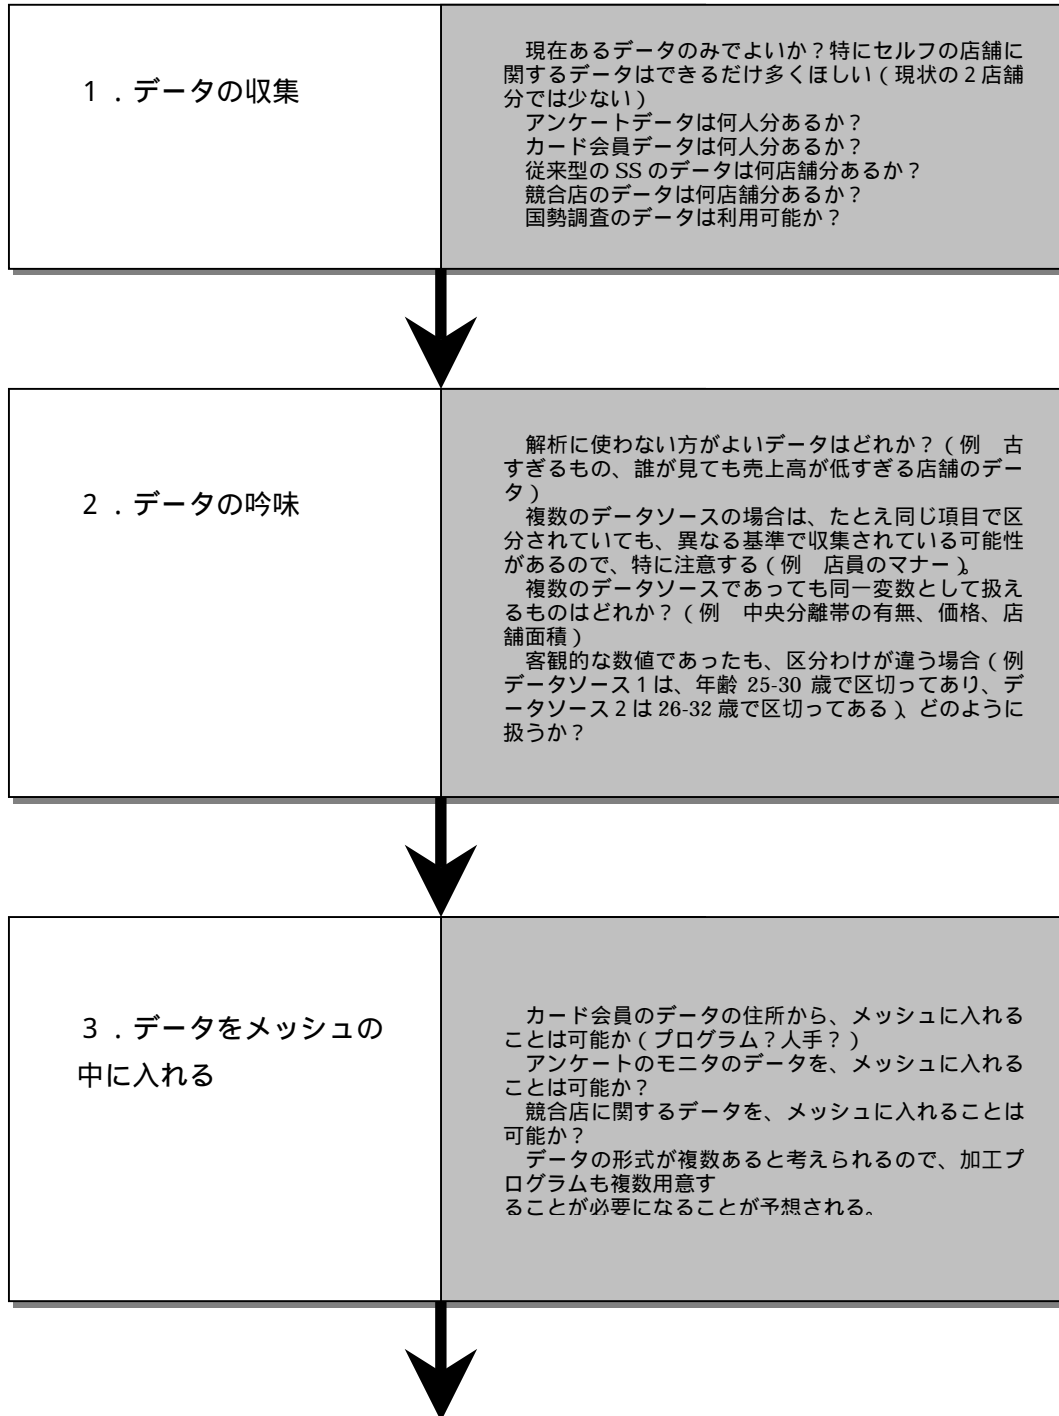 １．データの収集
現在あるデータのみでよいか？特にセルフの店舗に
関するデータはできるだけ多くほしい（現状の２店舗
分では少ない）
アンケートデータは何人分あるか？
カード会員データは何人分あるか？
従来型の SS のデータは何店舗分あるか？
競合店のデータは何店舗分あるか？
国勢調査のデータは利用可能か？
２．データの吟味
解析に使わない方がよいデータはどれか？（例　古
すぎるもの、誰が見ても売上高が低すぎる店舗のデー
タ）
複数のデータソースの場合は、たとえ同じ項目で区
分されていても、異なる基準で収集されている可能性
があるので、特に注意する（例　店員のマナー）。
複数のデータソースであっても同一変数として扱え
るものはどれか？（例　中央分離帯の有無、価格、店
舗面積）
客観的な数値であったも、区分わけが違う場合（例
データソース１は、年齢 25-30 歳で区切ってあり、デ
ータソース２は 26-32 歳で区切ってある）、どのように
扱うか？
３．データをメッシュの
中に入れる
カード会員のデータの住所から、メッシュに入れる
ことは可能か（プログラム？人手？）
アンケートのモニタのデータを、メッシュに入れる
ことは可能か？
競合店に関するデータを、メッシュに入れることは
可能か？
データの形式が複数あると考えられるので、加工プ
ログラムも複数用意す
ることが必要になることが予想される。